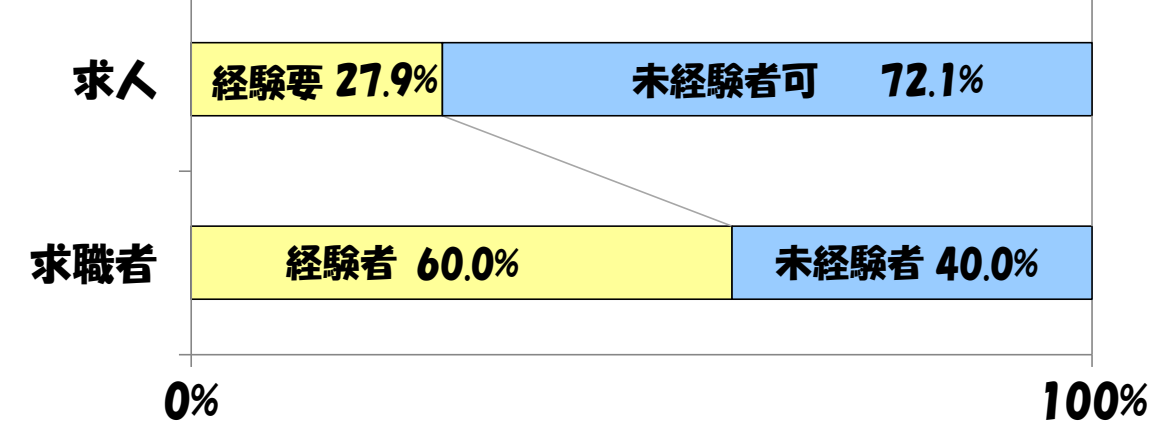 求人 経験要 27.9% 未経験者可 72.1%
求職者 経験者 60.0% 未経験者 40.0%
0% 100%